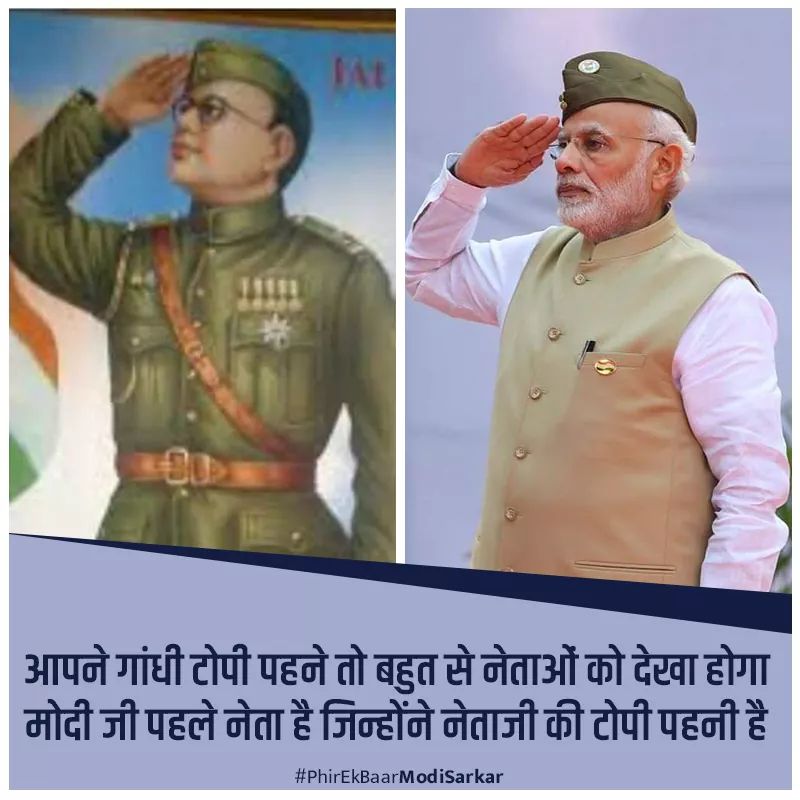 आपने गांधी टोपी पहने तो बहुत से नेताओं को देखा होगा
मोदी जी पहले नेता है जिन्होंने नेताजी की टोपी पहनी है
#PhirEkBaarModiSarkar